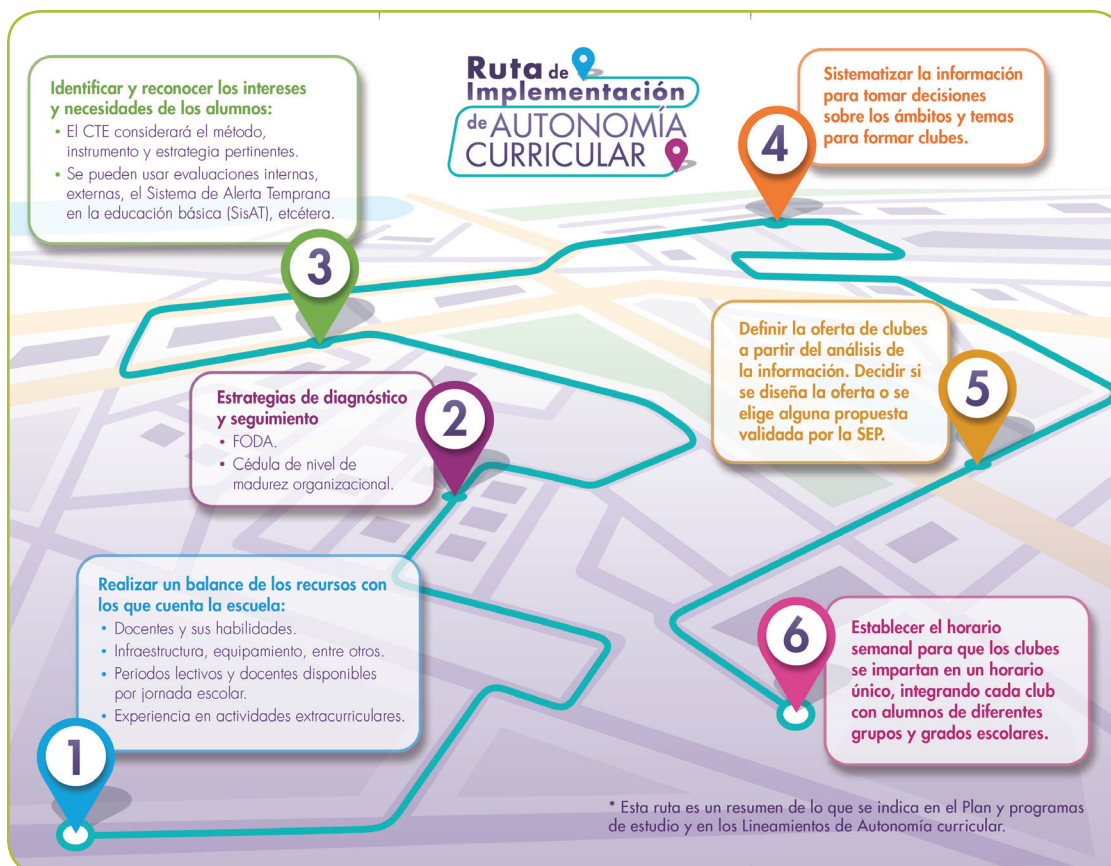 Ruta de
Implementación
de AUTONOMÍA
CURRICULAR
1
Realizar un balance de los recursos con
los que cuenta la escuela:
• Docentes y sus habilidades.
• Infraestructura, equipamiento, entre otros.
• Periodos lectivos y docentes disponibles
por jornada escolar.
• Experiencia en actividades extracurriculares.
2
Estrategias de diagnóstico
y seguimiento
• FODA.
• Cédula de nivel de
madurez organizacional.
3
Identificar y reconocer los intereses
y necesidades de los alumnos:
• El CTE considerará el método,
instrumento y estrategia pertinentes.
• Se pueden usar evaluaciones internas,
externas, el Sistema de Alerta Temprana
en la educación básica (SisAT), etcétera.
4
Sistematizar la información
para tomar decisiones
sobre los ámbitos y temas
para formar clubes.
5
Definir la oferta de clubes
a partir del análisis de
la información. Decidir si
se diseña la oferta o se
elige alguna propuesta
validada por la SEP.
6
Establecer el horario
semanal para que los clubes
se impartan en un horario
único, integrando cada club
con alumnos de diferentes
grupos y grados escolares.
* Esta ruta es un resumen de lo que se indica en el Plan y programas
de estudio y en los Lineamientos de Autonomía curricular.